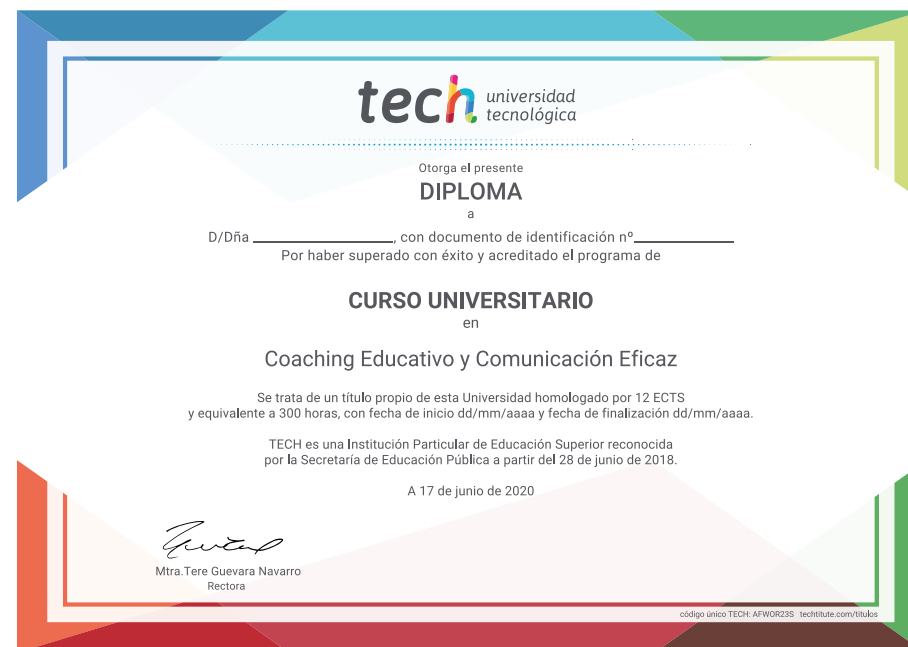 tech universidad
tecnológica
Otorga el presente
DIPLOMA
a
D/Dña ____________, con documento de identificación nº____________
Por haber superado con éxito y acreditado el programa de
CURSO UNIVERSITARIO
en
Coaching Educativo y Comunicación Eficaz
Se trata de un título propio de esta Universidad homologado por 12 ECTS
y equivalente a 300 horas, con fecha de inicio dd/mm/aaaa y fecha de finalización dd/mm/aaaa.
TECH es una Institución Particular de Educación Superior reconocida
por la Secretaría de Educación Pública a partir del 28 de junio de 2018.
A 17 de junio de 2020
Mtra.Tere Guevara Navarro
Rectora
código único TECH: AFWOR23S techtitute.com/titulos